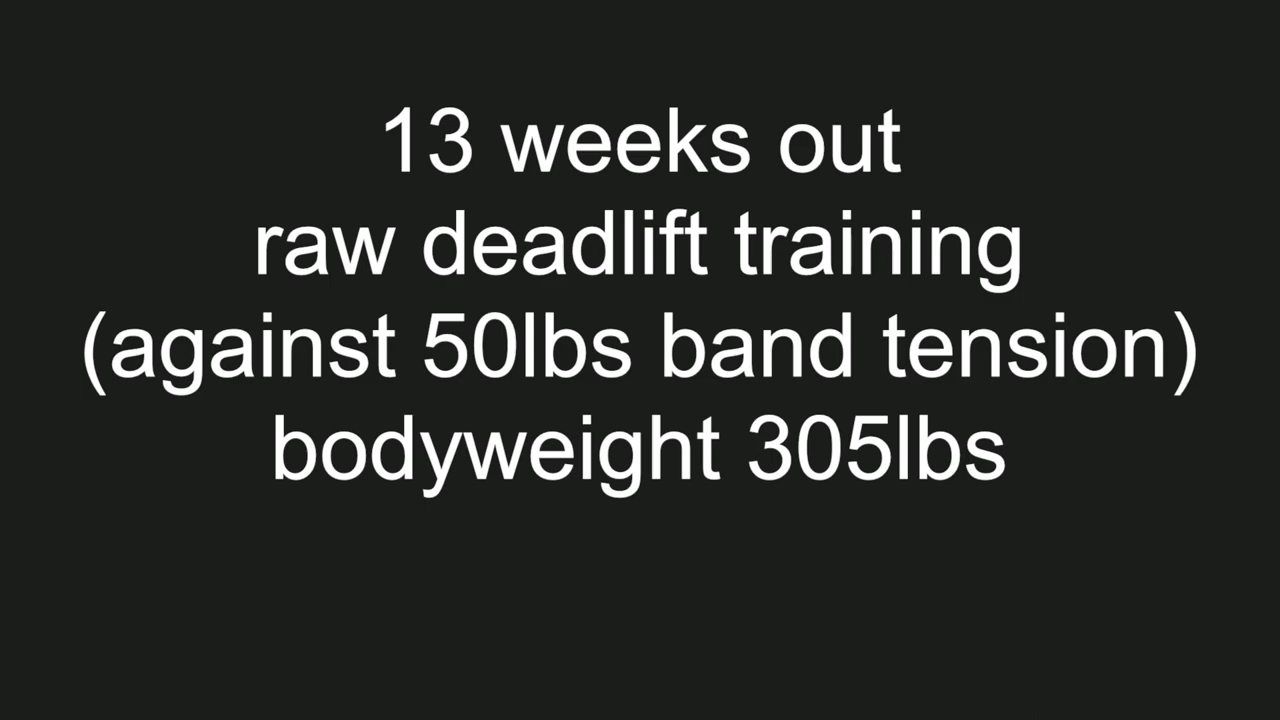 13 weeks out
raw deadlift training
(against 50lbs band tension)
bodyweight 305lbs